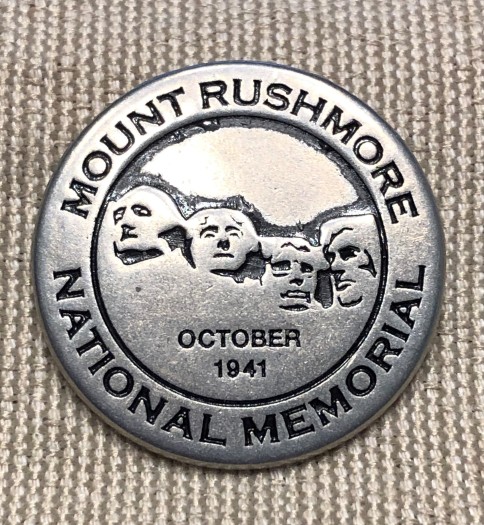 MOUNT RUSHMORE
OCTOBER
1941
NATIONAL MEMORIAL